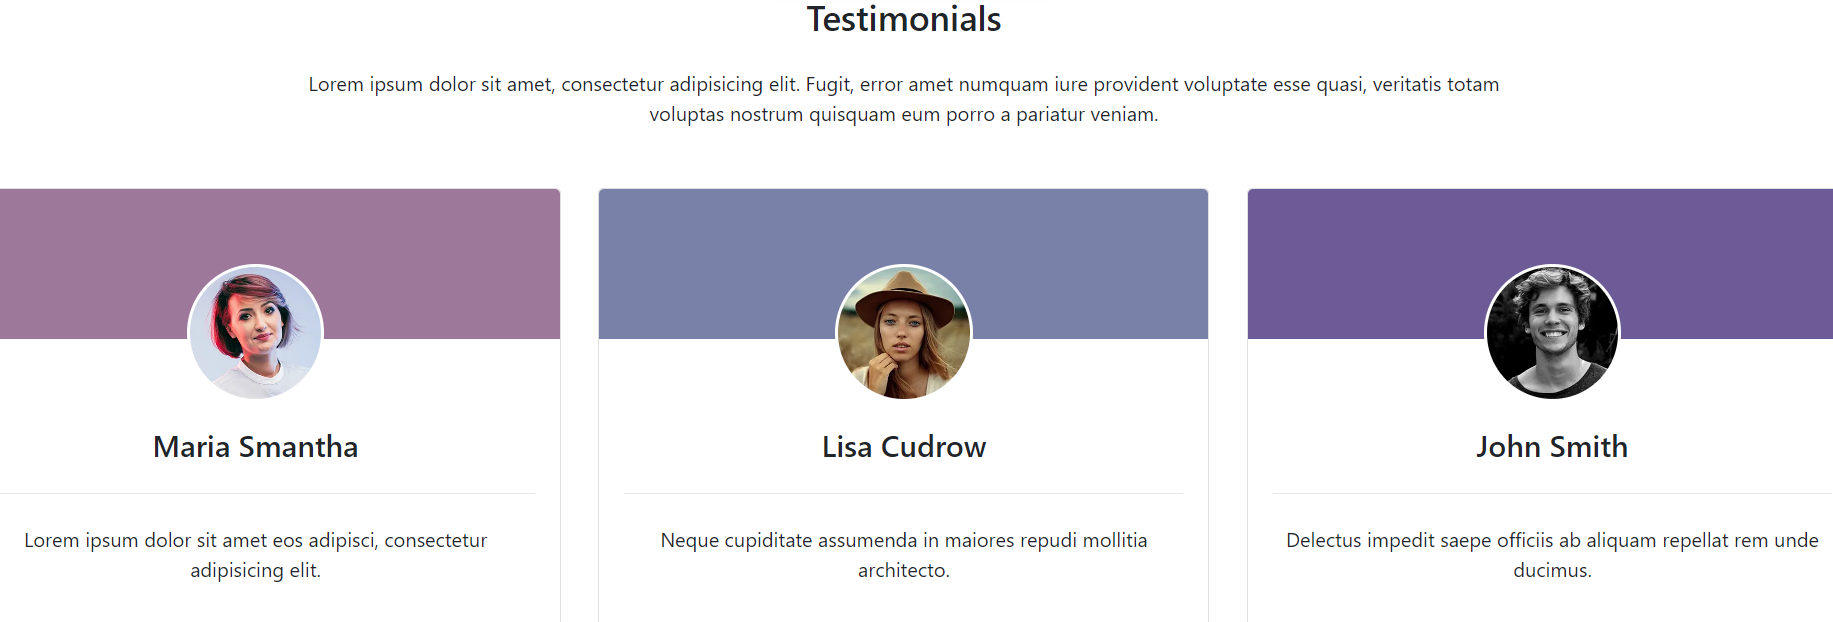 Testimonials
Lorem ipsum dolor sit amet, consectetur adipisicing elit. Fugit, error amet numquam iure provident voluptate esse quasi, veritatis totam
voluptas nostrum quisquam eum porro a pariatur veniam.
Maria Smantha
Lorem ipsum dolor sit amet eos adipisci, consectetur
adipisicing elit.
Lisa Cudrow
Neque cupiditate assumenda in maiores repudi mollitia
architecto.
John Smith
Delectus impedit saepe officiis ab aliquam repellat rem unde
ducimus.